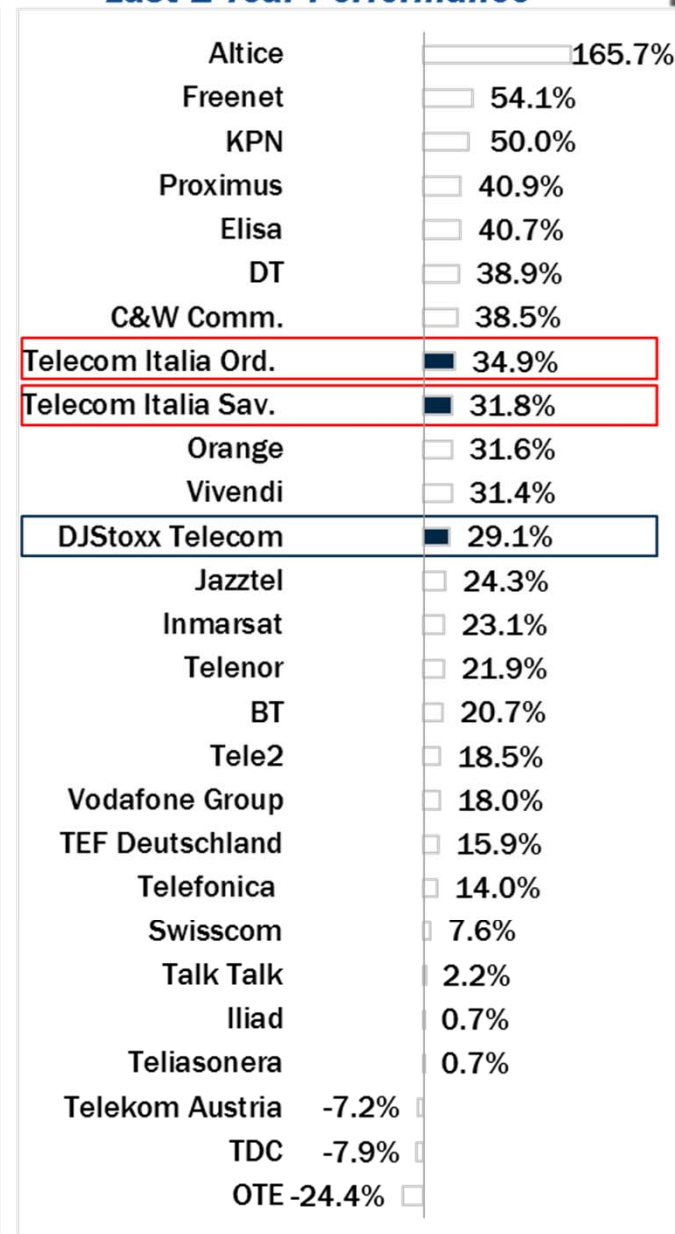 Altice 165.7%
Freenet 54.1%
KPN 50.0%
Proximus 40.9%
Elisa 40.7%
DT 38.9%
C&W Comm. 38.5%
Telecom Italia Ord. 34.9%
Telecom Italia Sav. 31.8%
Orange 31.6%
Vivendi 31.4%
DJStoxx Telecom 29.1%
Jazztel 24.3%
Inmarsat 23.1%
Telenor 21.9%
BT 20.7%
Tele2 18.5%
Vodafone Group 18.0%
TEF Deutschland 15.9%
Telefonica 14.0%
Swisscom 7.6%
Talk Talk 2.2%
Iliad 0.7%
Teliasonera 0.7%
Telekom Austria -7.2%
TDC -7.9%
OTE -24.4%